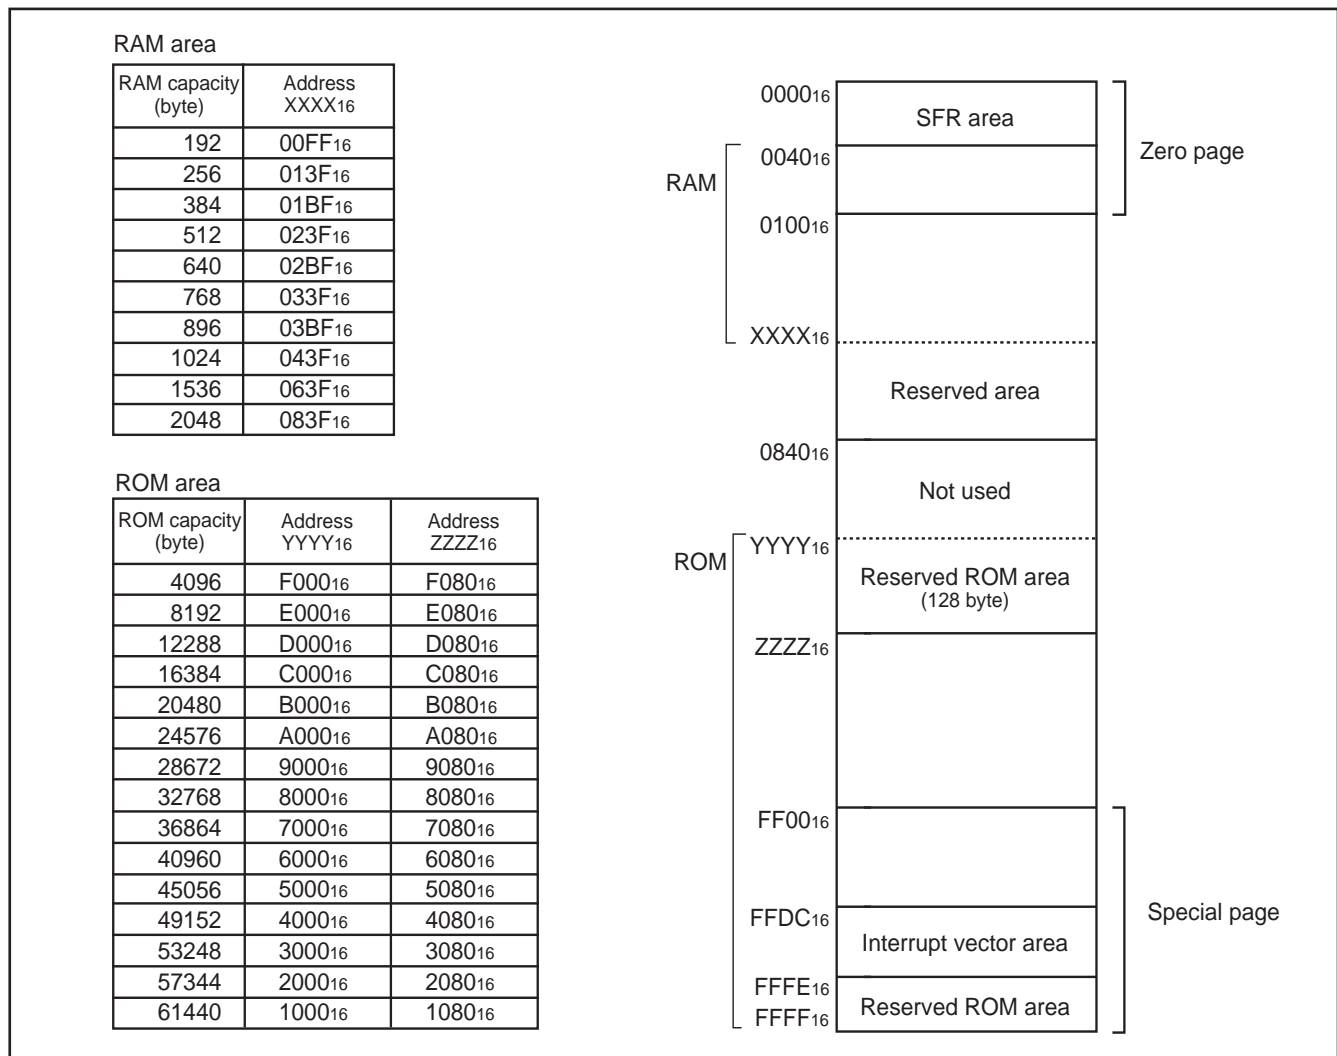 RAM area
RAM capacity (byte) Address XXXX16
192 00FF16
256 013F16
384 01BF16
512 023F16
640 02BF16
768 033F16
896 03BF16
1024 043F16
1536 063F16
2048 083F16
ROM area
ROM capacity (byte) Address YYYY16 Address ZZZZ16
4096 F00016 F08016
8192 E00016 E08016
12288 D00016 D08016
16384 C00016 C08016
20480 B00016 B08016
24576 A00016 A08016
28672 900016 908016
32768 800016 808016
36864 700016 708016
40960 600016 608016
45056 500016 508016
49152 400016 408016
53248 300016 308016
57344 200016 208016
61440 100016 108016
000016
SFR area
Zero page
004016
RAM
010016
XXXX16
Reserved area
084016
Not used
ROM
YYYY16
Reserved ROM area
(128 byte)
ZZZZ16
FF0016
FFDC16
Special page
Interrupt vector area
FFFE16
Reserved ROM area
FFFF16